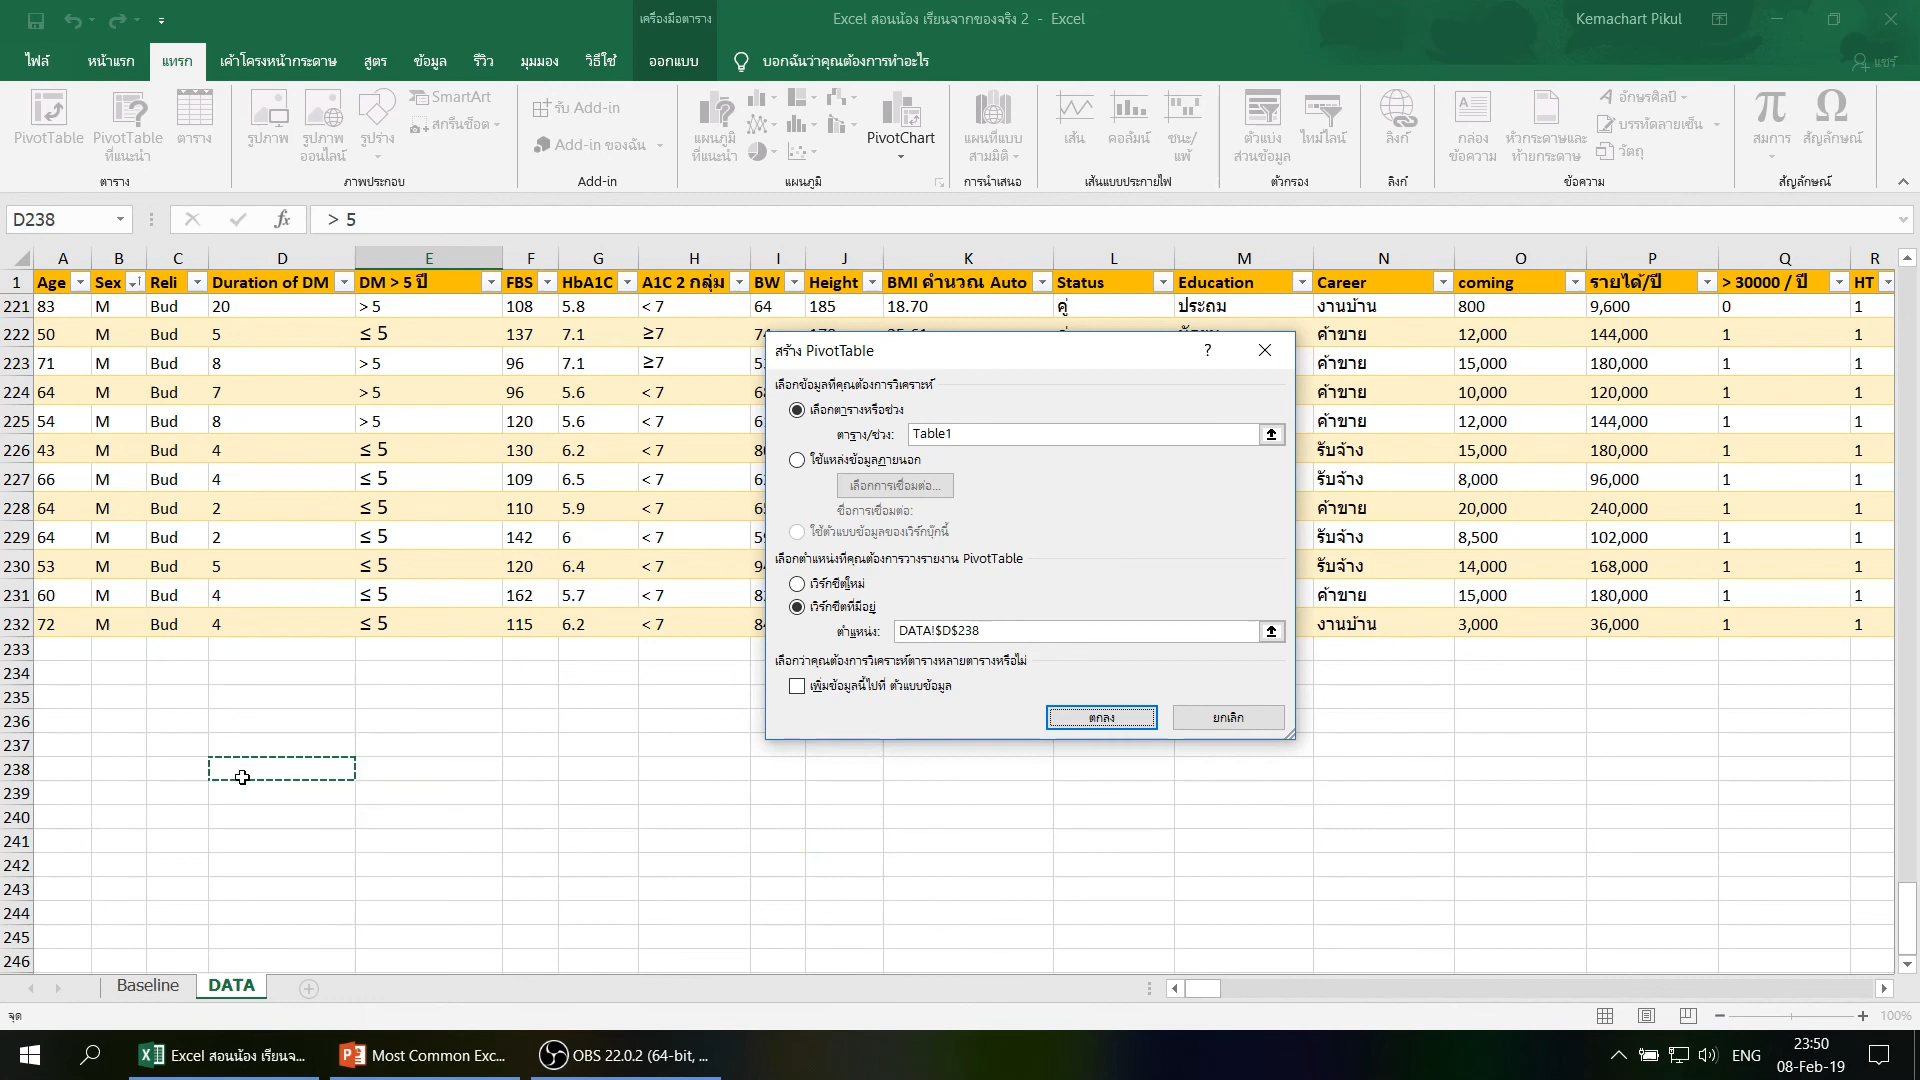 เครื่องมือตาราง
Excel สอนน้อง เรียนจากของจริง 2 - Excel
Kemachart Pikul
ไฟล์ หน้าแรก แทรก เค้าโครงหน้ากระดาษ สูตร ข้อมูล รีวิว มุมมอง วิธีใช้ ออกแบบ บอกฉันว่าคุณต้องการทำอะไร แชร์
PivotTable
PivotTable ที่แนะนำ
ตาราง
ตาราง
รูปภาพ
รูปภาพ ออนไลน์
รูปร่าง
SmartArt
สกรีนช็อต
ภาพประกอบ
รับ Add-in
Add-in ของฉัน
Add-in
แผนภูมิ ที่แนะนำ
PivotChart
แผนภูมิ
แผนที่แบบ สามมิติ
การนำเสนอ
เส้น
คอลัมน์
ชนะ/ แพ้
เส้นแบบประกายไฟ
ตัวแบ่ง ส่วนข้อมูล
ไทม์ไลน์
ตัวกรอง
ลิงก์
ลิงก์
กล่อง ข้อความ
หัวกระดาษและ ท้ายกระดาษ
อักษรศิลป์
บรรทัดลายเซ็น
วัตถุ
ข้อความ
สมการ
สัญลักษณ์
สัญลักษณ์
D238
fx
> 5
A B C D E F G H I J K L M N O P Q R
1 Age Sex Reli Duration of DM DM > 5 ปี FBS HbA1C A1C 2 กลุ่ม BW Height BMI คำนวณ Auto Status Education Career coming รายได้/ปี > 30000 / ปี HT
221 83 M Bud 20 > 5 108 5.8 < 7 64 185 18.70 คู่ ประถม งานบ้าน 800 9,600 0 1
222 50 M Bud 5 ≤ 5 137 7.1 ≥7 ค้าขาย 12,000 144,000 1 1
223 71 M Bud 8 > 5 96 7.1 ≥7 ค้าขาย 15,000 180,000 1 1
224 64 M Bud 7 > 5 96 5.6 < 7 ค้าขาย 10,000 120,000 1 1
225 54 M Bud 8 > 5 120 5.6 < 7 ค้าขาย 12,000 144,000 1 1
226 43 M Bud 4 ≤ 5 130 6.2 < 7 รับจ้าง 15,000 180,000 1 1
227 66 M Bud 4 ≤ 5 109 6.5 < 7 รับจ้าง 8,000 96,000 1 1
228 64 M Bud 2 ≤ 5 110 5.9 < 7 ค้าขาย 20,000 240,000 1 1
229 64 M Bud 2 ≤ 5 142 6 < 7 รับจ้าง 8,500 102,000 1 1
230 53 M Bud 5 ≤ 5 120 6.4 < 7 รับจ้าง 14,000 168,000 1 1
231 60 M Bud 4 ≤ 5 162 5.7 < 7 ค้าขาย 15,000 180,000 1 1
232 72 M Bud 4 ≤ 5 115 6.2 < 7 งานบ้าน 3,000 36,000 1 1
233
234
235
236
237
238
239
240
241
242
243
244
245
246
สร้าง PivotTable ?
เลือกข้อมูลที่คุณต้องการวิเคราะห์
เลือกตารางหรือช่วง
ตาราง/ช่วง: Table1
ใช้แหล่งข้อมูลภายนอก
เลือกการเชื่อมต่อ...
ชื่อการเชื่อมต่อ:
ใช้ตัวแบบข้อมูลของเวิร์กบุ๊กนี้
เลือกตำแหน่งที่คุณต้องการวางรายงาน PivotTable
เวิร์กชีตใหม่
เวิร์กชีตที่มีอยู่
ตำแหน่ง: DATA!$D$238
เลือกว่าคุณต้องการวิเคราะห์ตารางหลายตารางหรือไม่
เพิ่มข้อมูลนี้ไปที่ ตัวแบบข้อมูล
ตกลง ยกเลิก
Baseline DATA
จุด
100%
Excel สอนน้อง เรียนจ...
Most Common Exc...
OBS 22.0.2 (64-bit, ...
ENG
23:50
08-Feb-19